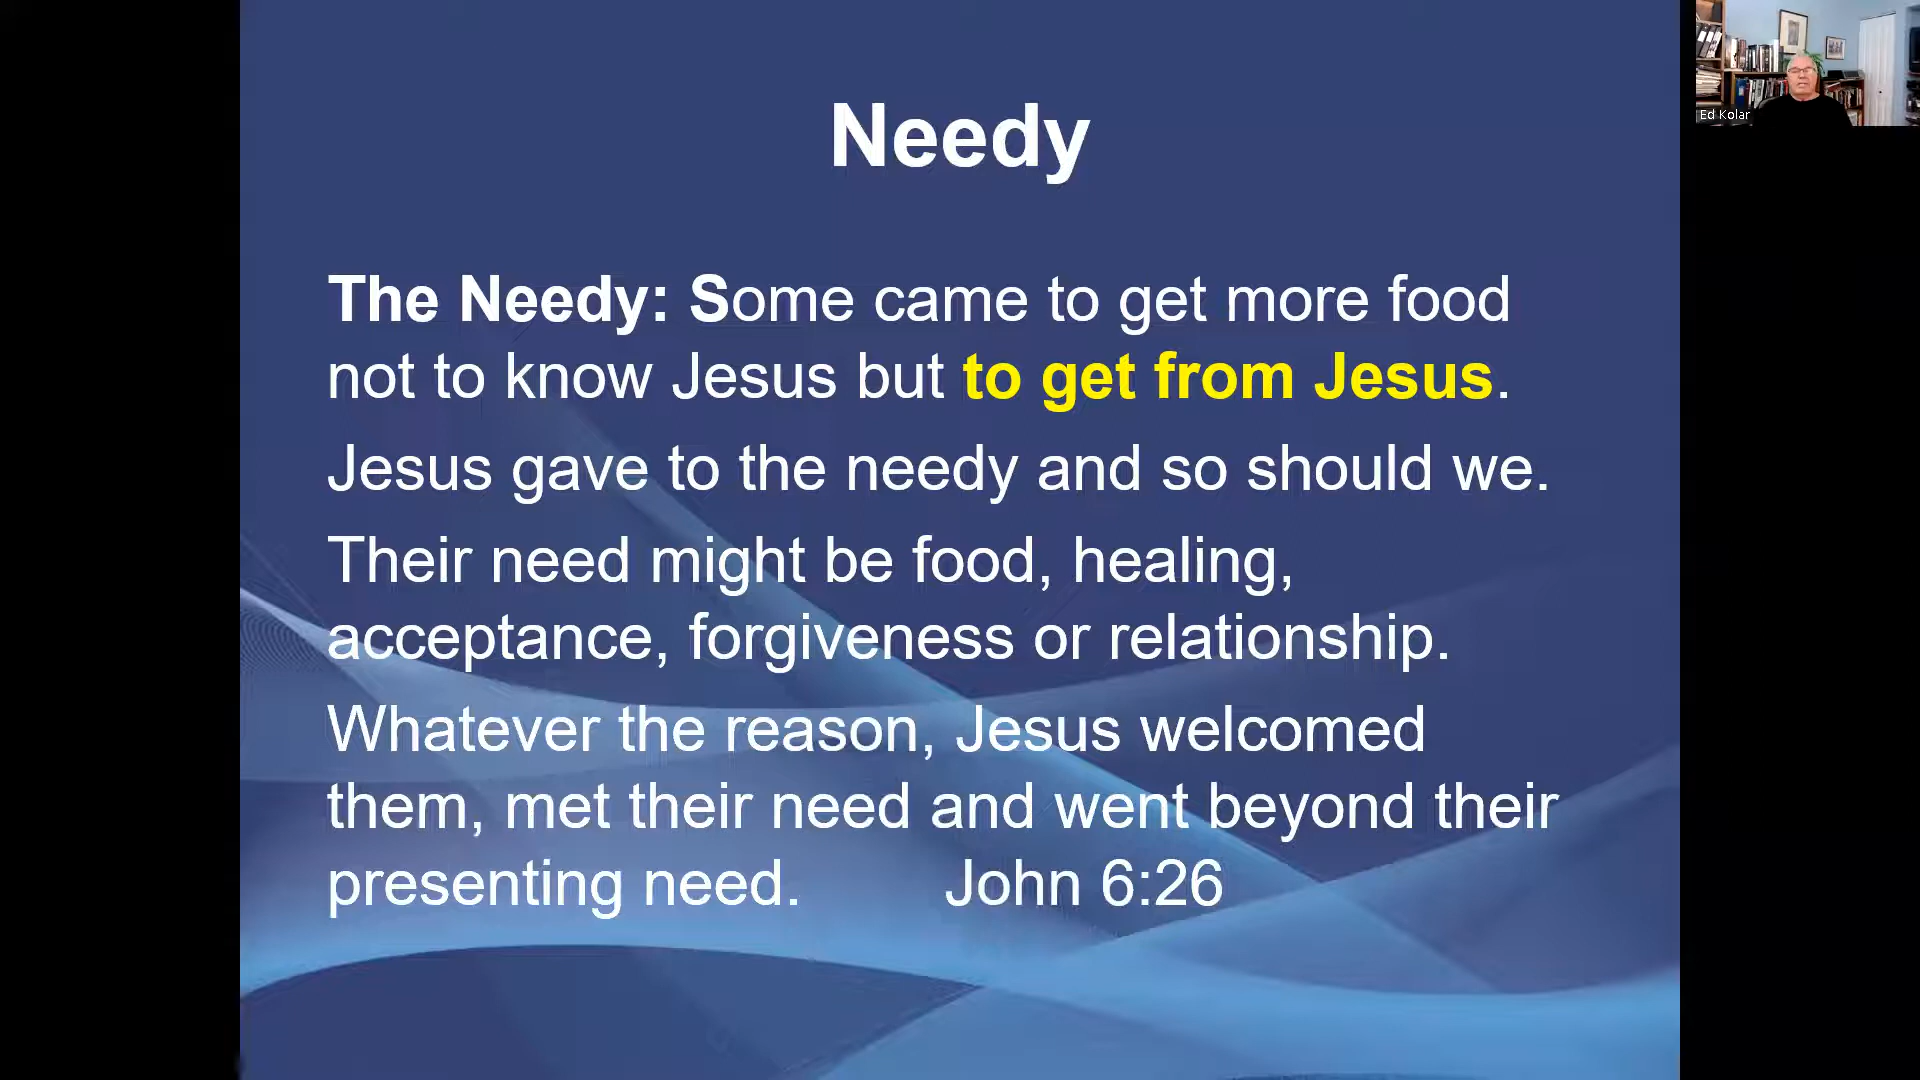 Needy
The Needy: Some came to get more food
not to know Jesus but to get from Jesus.
Jesus gave to the needy and so should we.
Their need might be food, healing,
acceptance, forgiveness or relationship.
Whatever the reason, Jesus welcomed
them, met their need and went beyond their
presenting need. John 6:26
Ed Kolar